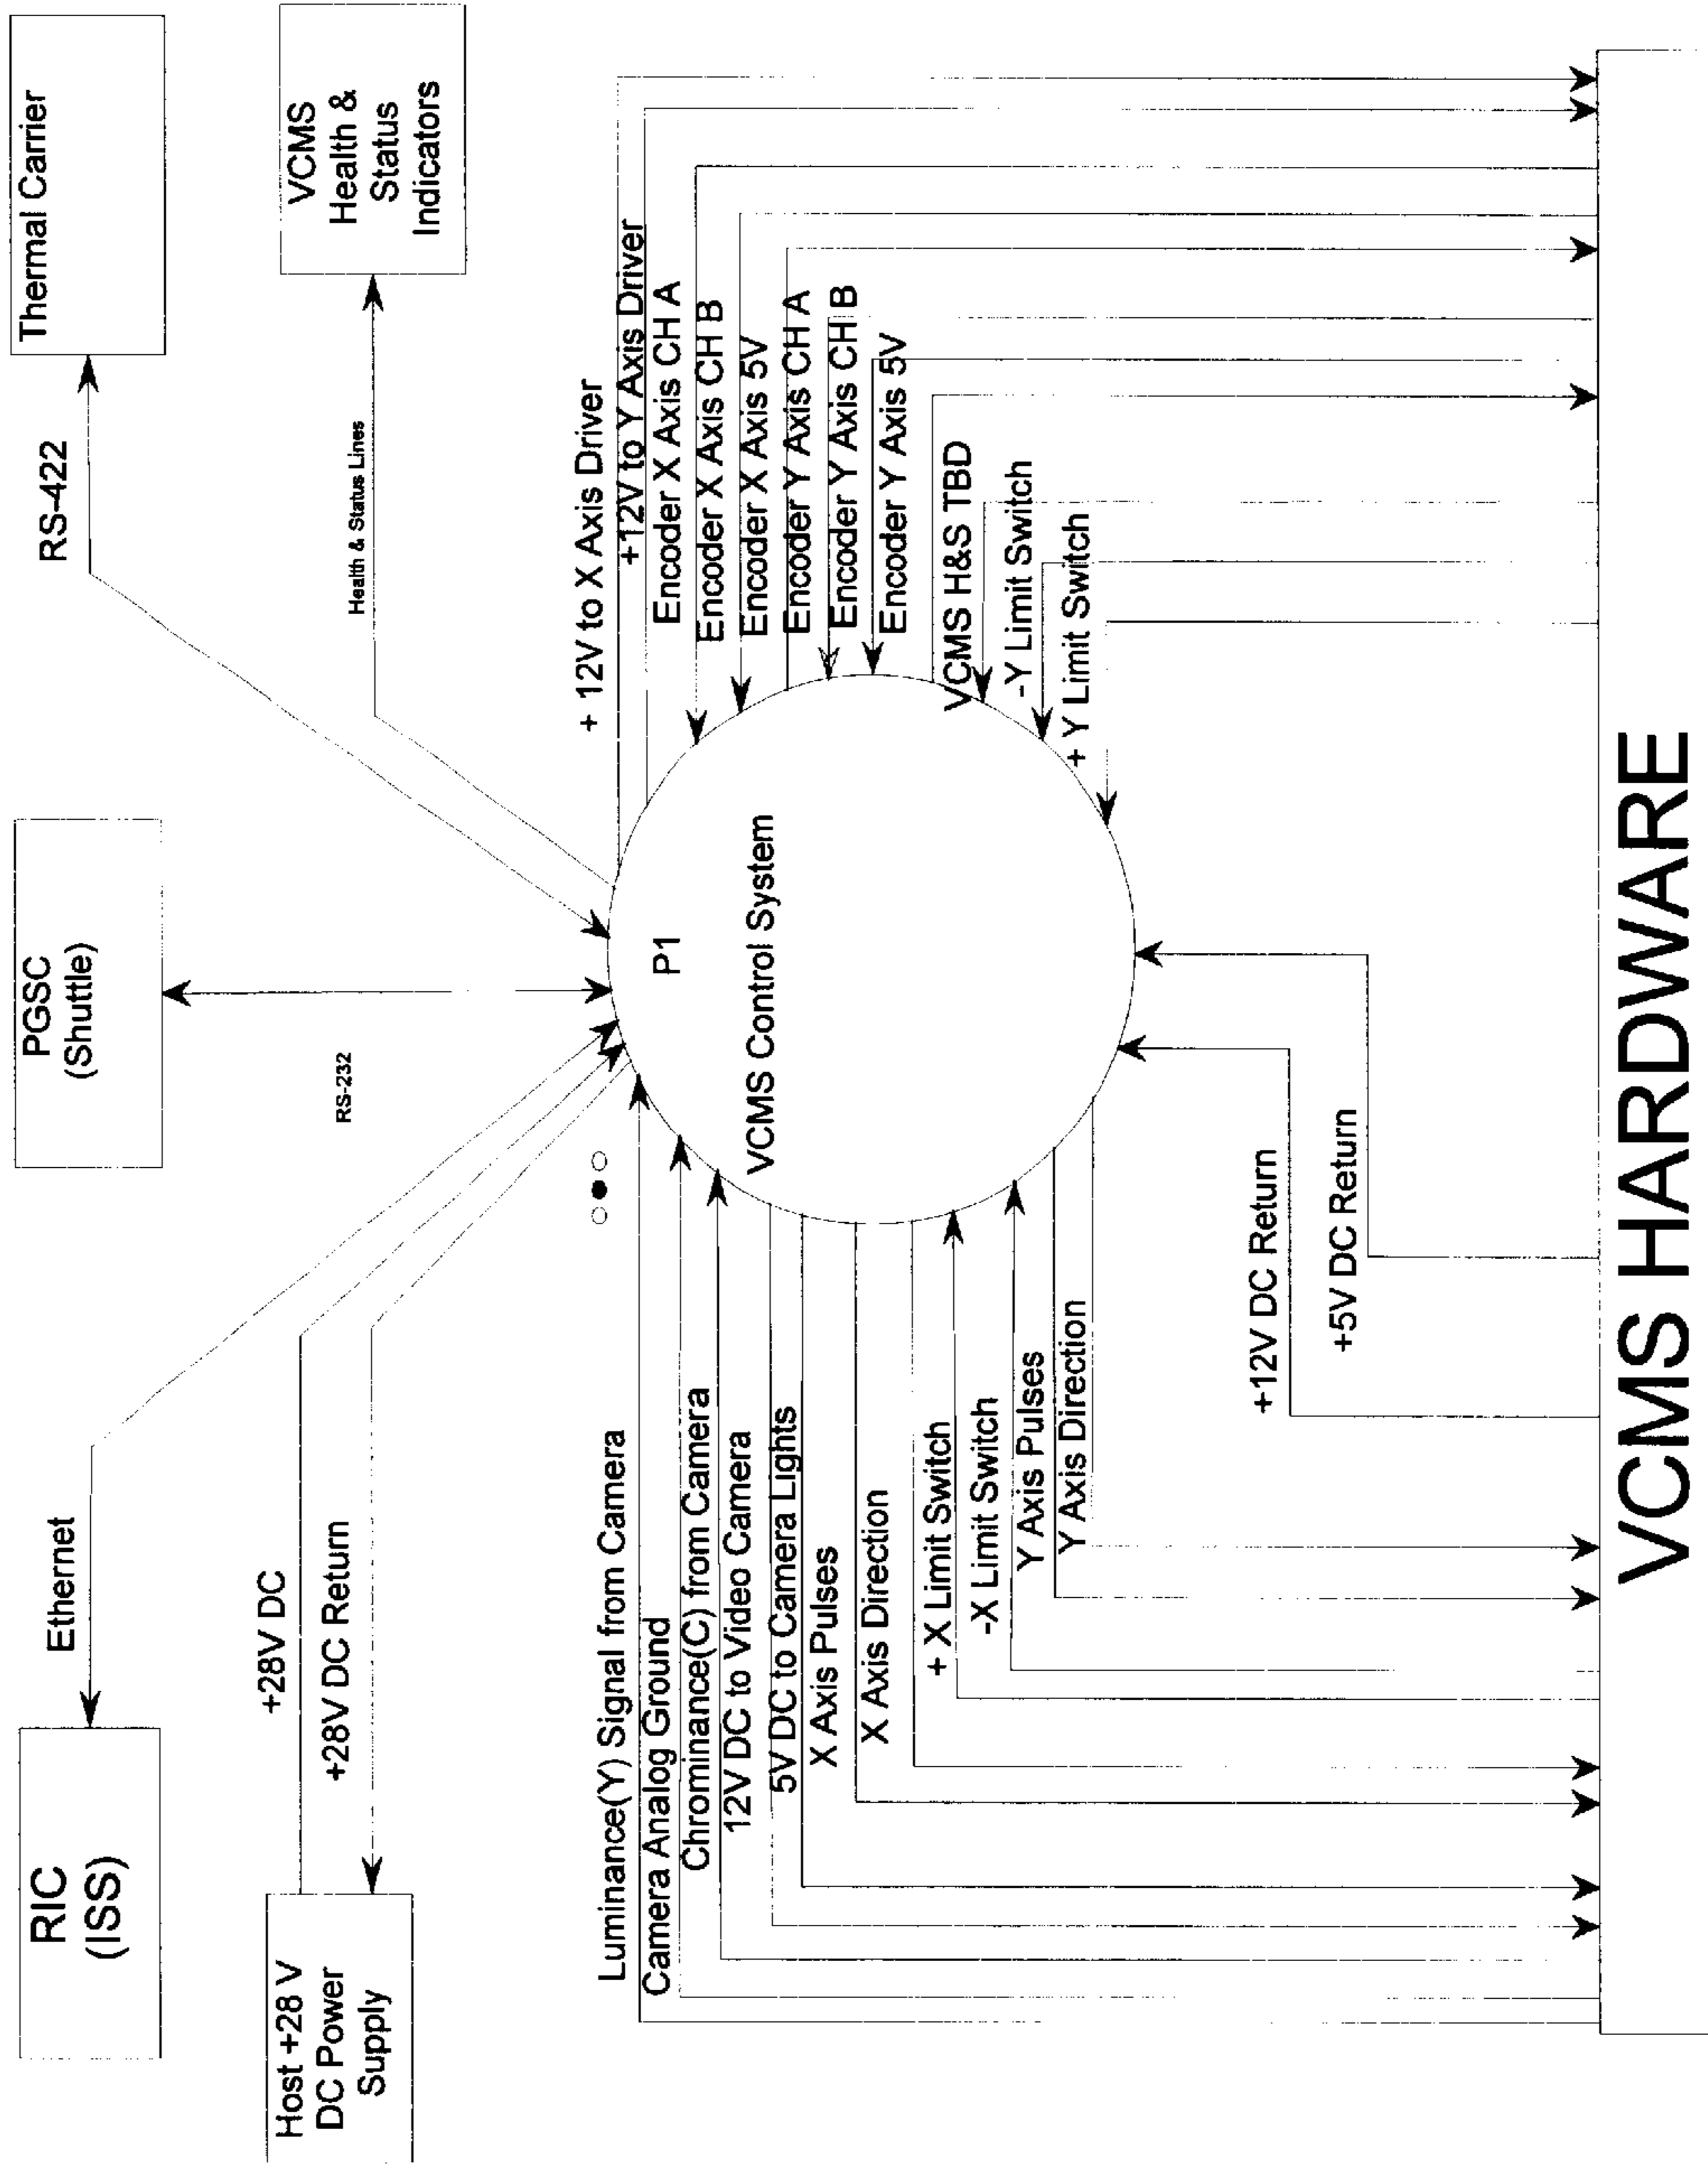 RIC
(ISS)
Ethernet
PGSC
(Shuttle)
RS-422
Thermal Carrier
Host +28 V
DC Power
Supply
+28V DC
+28V DC Return
RS-232
Health & Status Lines
VCMS
Health &
Status
Indicators
Luminance(Y) Signal from Camera
Camera Analog Ground
Chrominance(C) from Camera
12V DC to Video Camera
5V DC to Camera Lights
X Axis Pulses
X Axis Direction
+ X Limit Switch
-X Limit Switch
Y Axis Pulses
Y Axis Direction
P1
VCMS Control System
+ 12V to X Axis Driver
+12V to Y Axis Driver
Encoder X Axis CH A
Encoder X Axis CH B
Encoder X Axis 5V
Encoder Y Axis CH A
Encoder Y Axis CH B
Encoder Y Axis 5V
VCMS H&S TBD
-Y Limit Switch
+ Y Limit Switch
+12V DC Return
+5V DC Return
VCMS HARDWARE